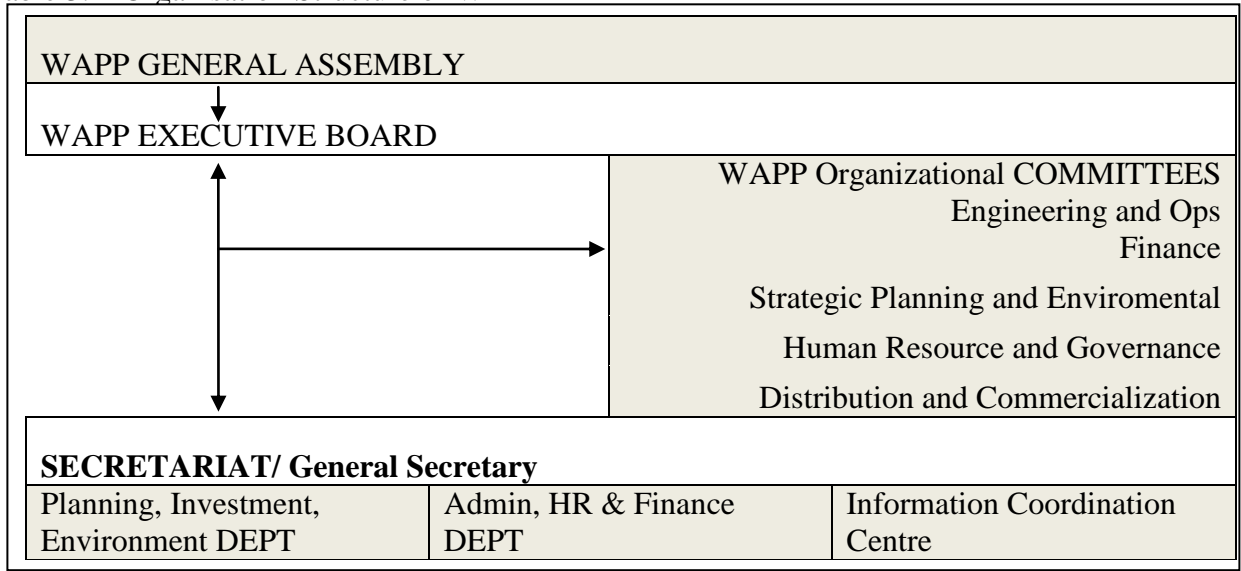 WAPP GENERAL ASSEMBLY
WAPP EXECUTIVE BOARD
WAPP Organizational COMMITTEES
Engineering and Ops
Finance
Strategic Planning and Enviromental
Human Resource and Governance
Distribution and Commercialization
SECRETARIAT/ General Secretary
Planning, Investment,
Environment DEPT
Admin, HR & Finance
DEPT
Information Coordination
Centre